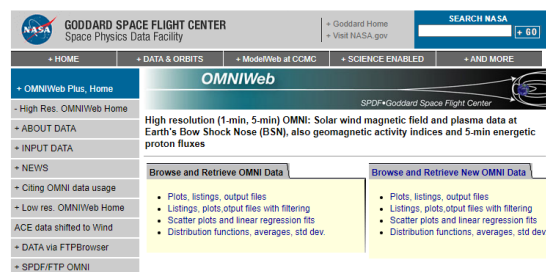 NASA
GODDARD SPACE FLIGHT CENTER
Space Physics Data Facility
+ Goddard Home
+ Visit NASA.gov
SEARCH NASA
+ GO
+ HOME
+ DATA & ORBITS
+ ModelWeb at CCMC
+ SCIENCE ENABLED
+ AND MORE
+ OMNIWeb Plus, Home
- High Res. OMNIWeb Home
+ ABOUT DATA
+ INPUT DATA
+ NEWS
+ Citing OMNI data usage
+ Low res. OMNIWeb Home
ACE data shifted to Wind
+ DATA via FTPBrowser
+ SPDF/FTP OMNI
OMNIWeb
SPDF•Goddard Space Flight Center
High resolution (1-min, 5-min) OMNI: Solar wind magnetic field and plasma data at
Earth's Bow Shock Nose (BSN), also geomagnetic activity indices and 5-min energetic
proton fluxes
Browse and Retrieve OMNI Data
• Plots, listings, output files
• Listings, plots,otput files with filtering
• Scatter plots and linear regression fits
• Distribution functions, averages, std dev.
Browse and Retrieve New OMNI Data
• Plots, listings, output files
• Listings, plots,otput files with filtering
• Scatter plots and linear regression fits
• Distribution functions, averages, std dev